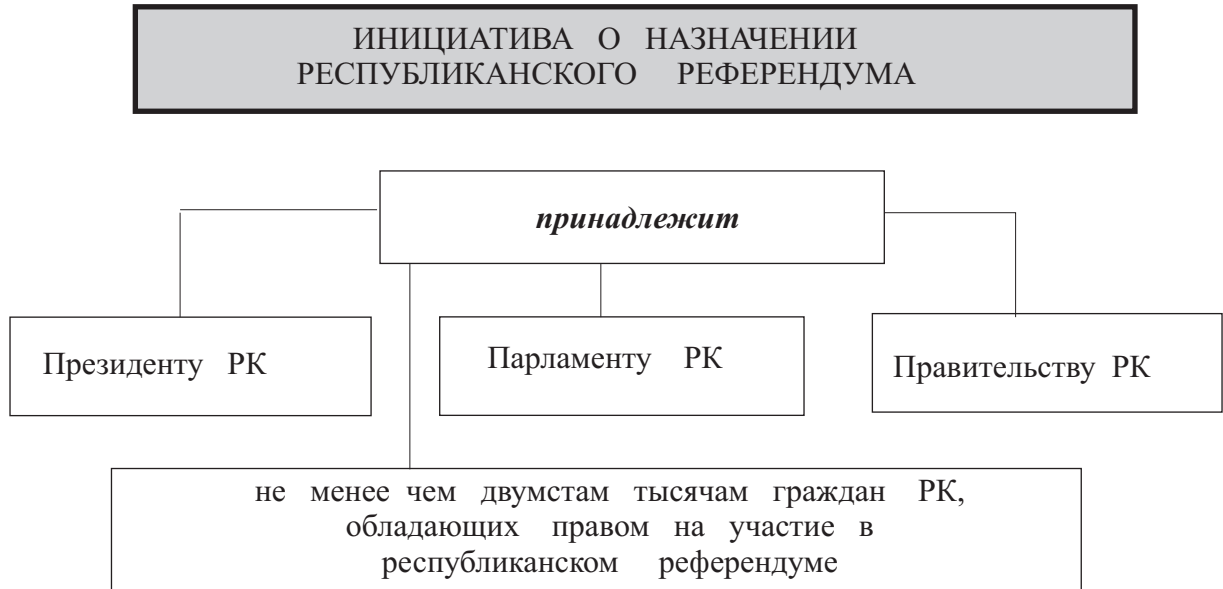 ИНИЦИАТИВА О НАЗНАЧЕНИИ
РЕСПУБЛИКАНСКОГО РЕФЕРЕНДУМА
принадлежит
Президенту РК
Парламенту РК
Правительству РК
не менее чем двумстам тысячам граждан РК,
обладающих правом на участие в
республиканском референдуме